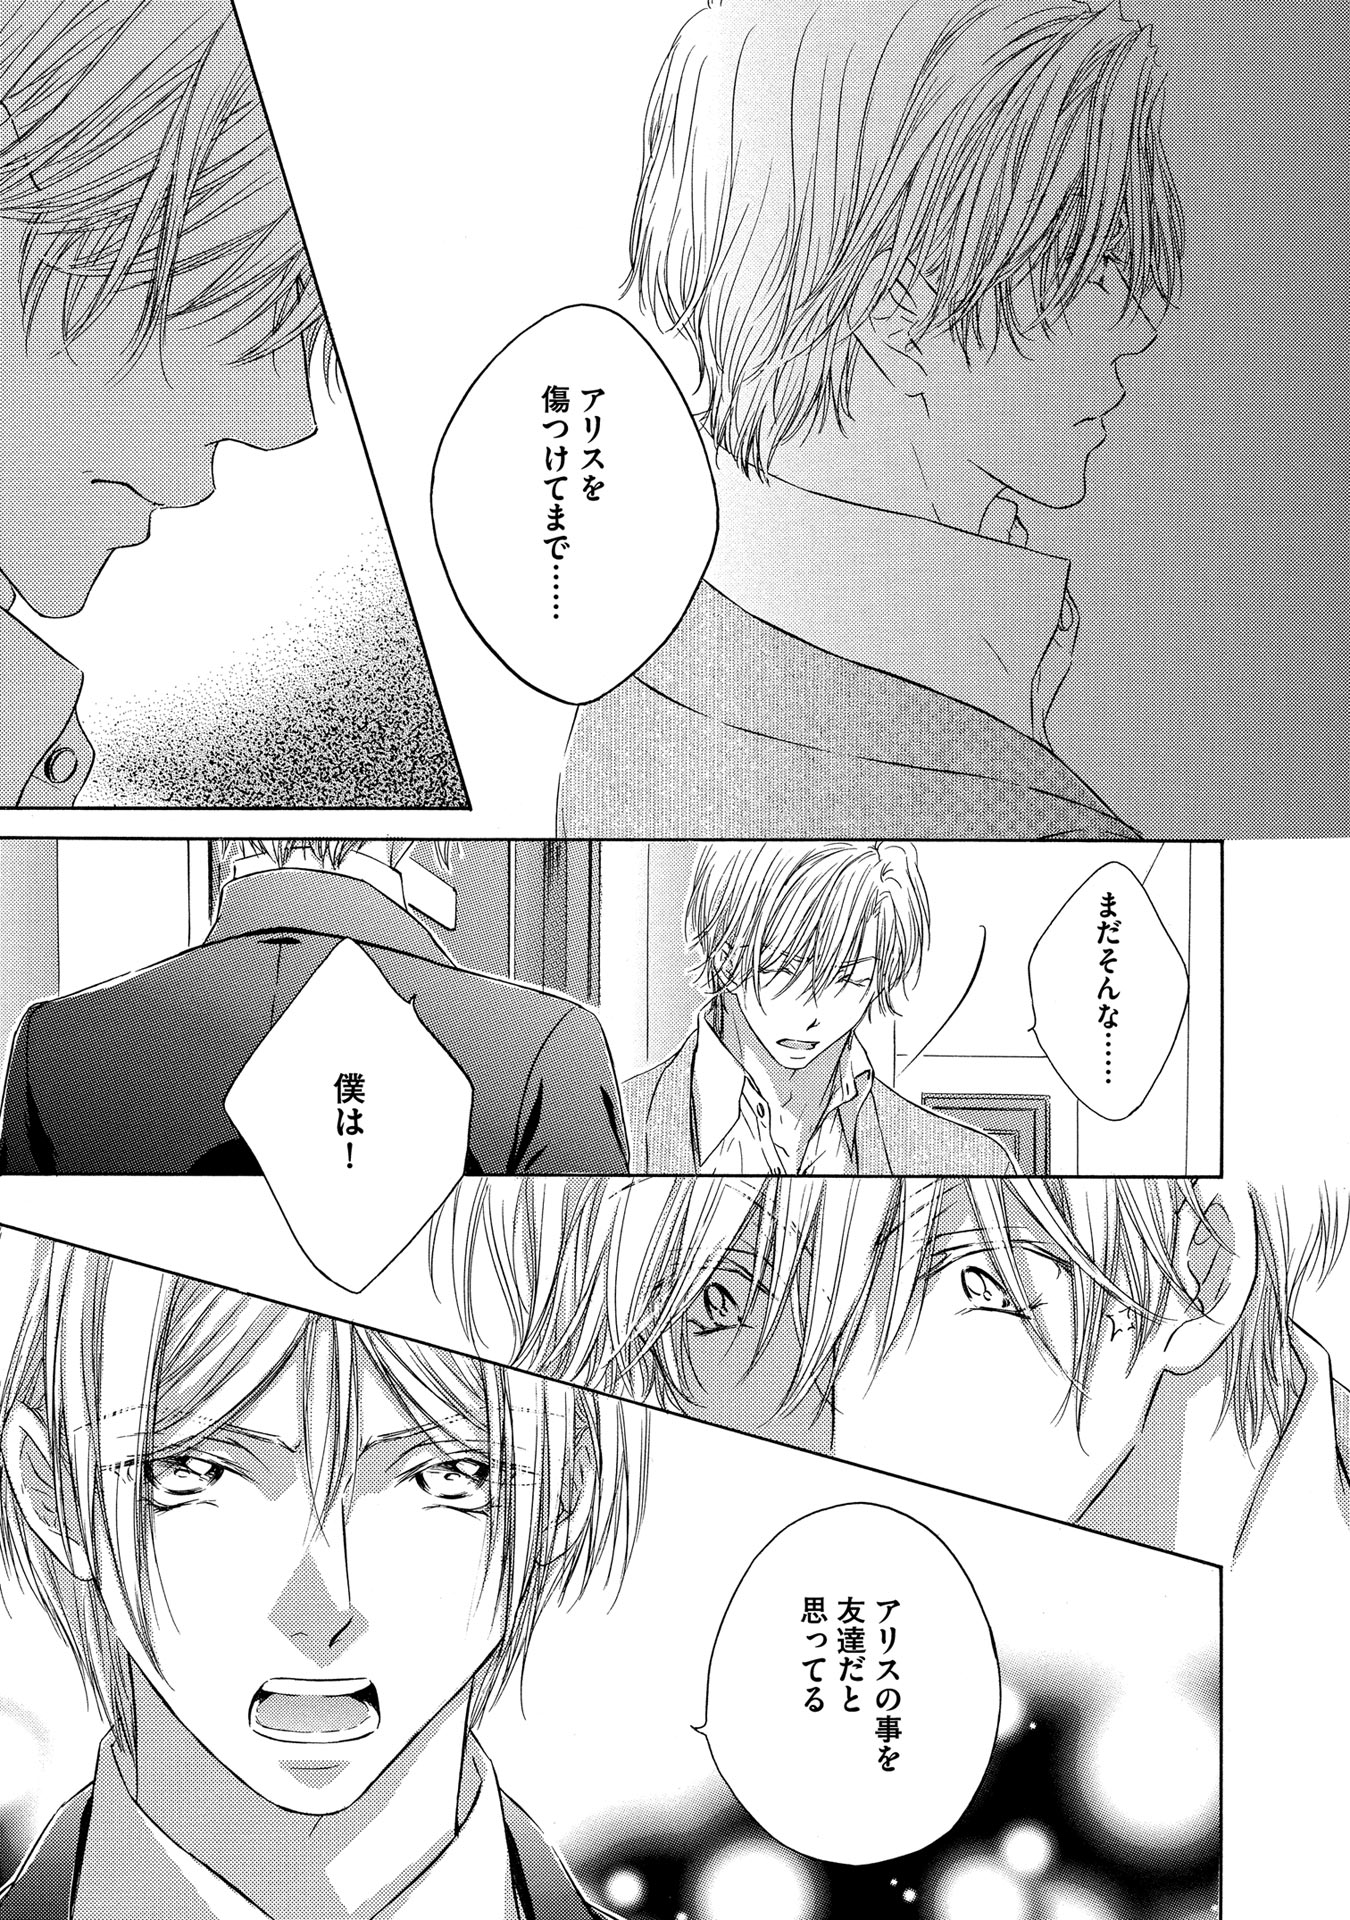 アリスを
傷つけてまで……
まだそんな……
僕は！
アリスの事を
友達だと
思ってる